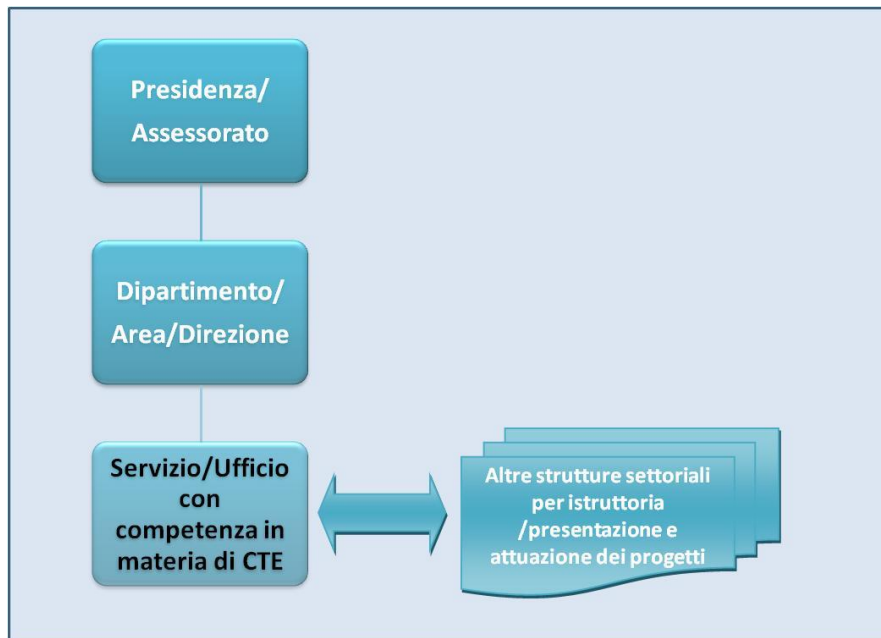 Presidenza/
Assessorato
Dipartimento/
Area/Direzione
Servizio/Ufficio
con
competenza in
materia di CTE
Altre strutture settoriali
per istruttoria
/presentazione e
attuazione dei progetti